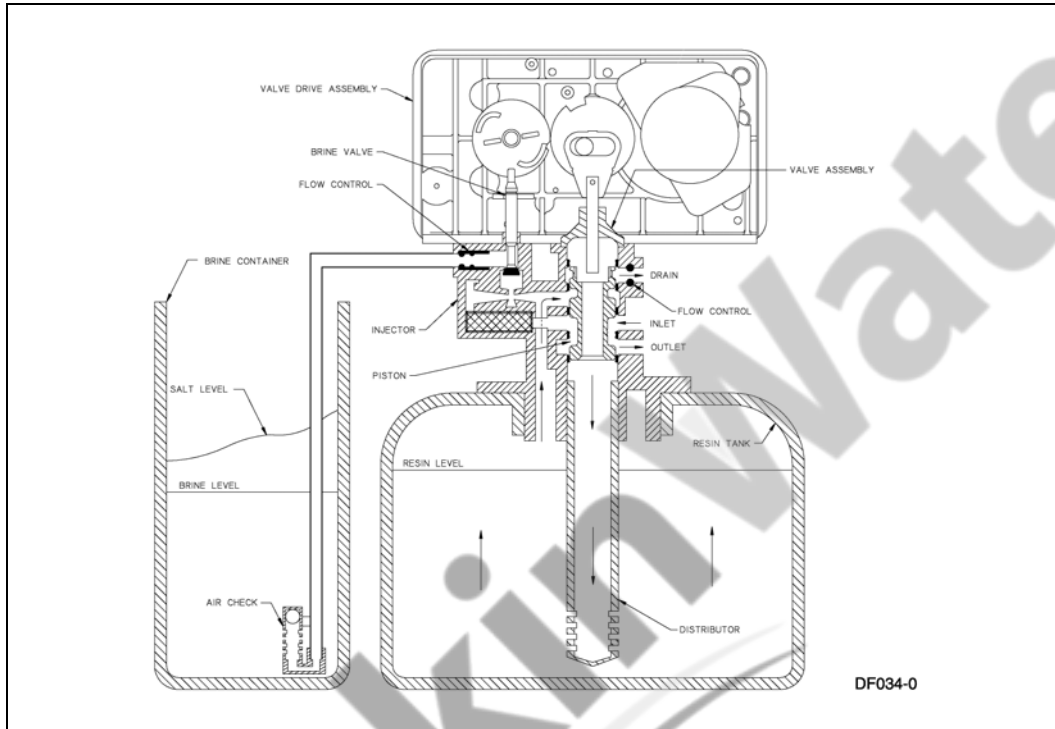 VALVE DRIVE ASSEMBLY
BRINE VALVE
VALVE ASSEMBLY
FLOW CONTROL
BRINE CONTAINER
DRAIN
FLOW CONTROL
INJECTOR
INLET
OUTLET
PISTON
SALT LEVEL
RESIN TANK
RESIN LEVEL
BRINE LEVEL
AIR CHECK
DISTRIBUTOR
DF034-0
kinWate